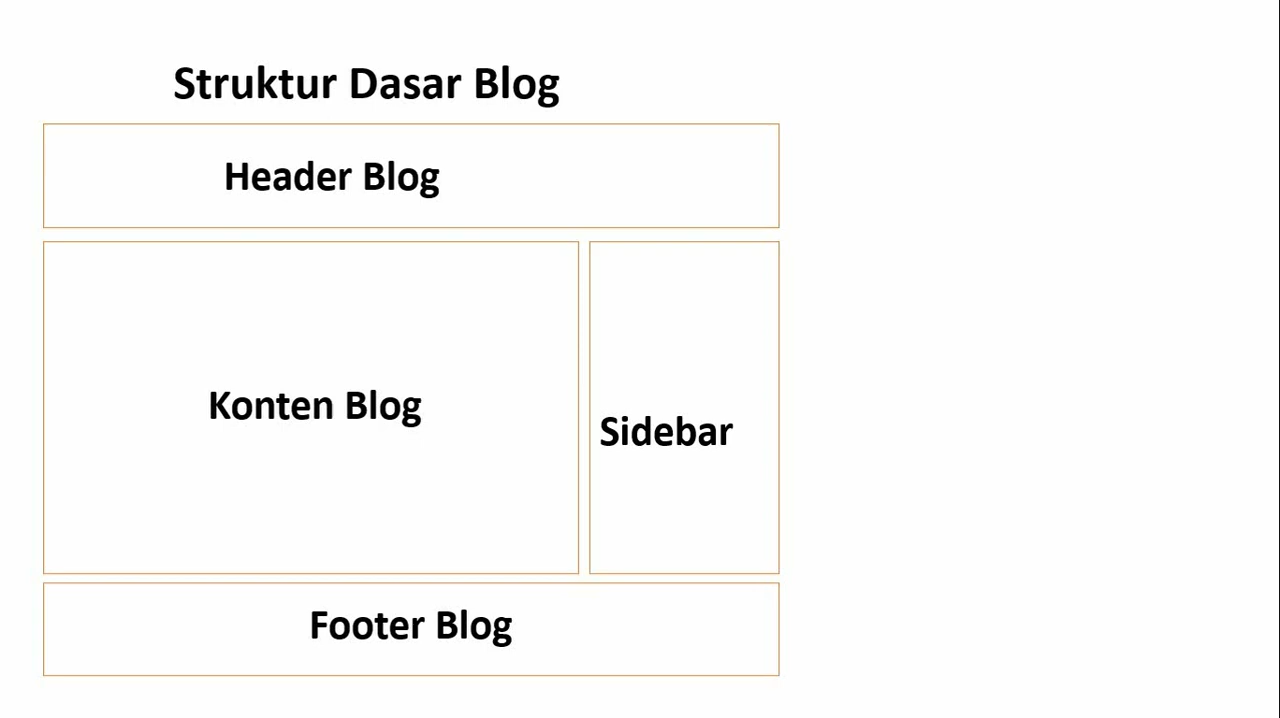 Struktur Dasar Blog
Header Blog
Konten Blog
Sidebar
Footer Blog